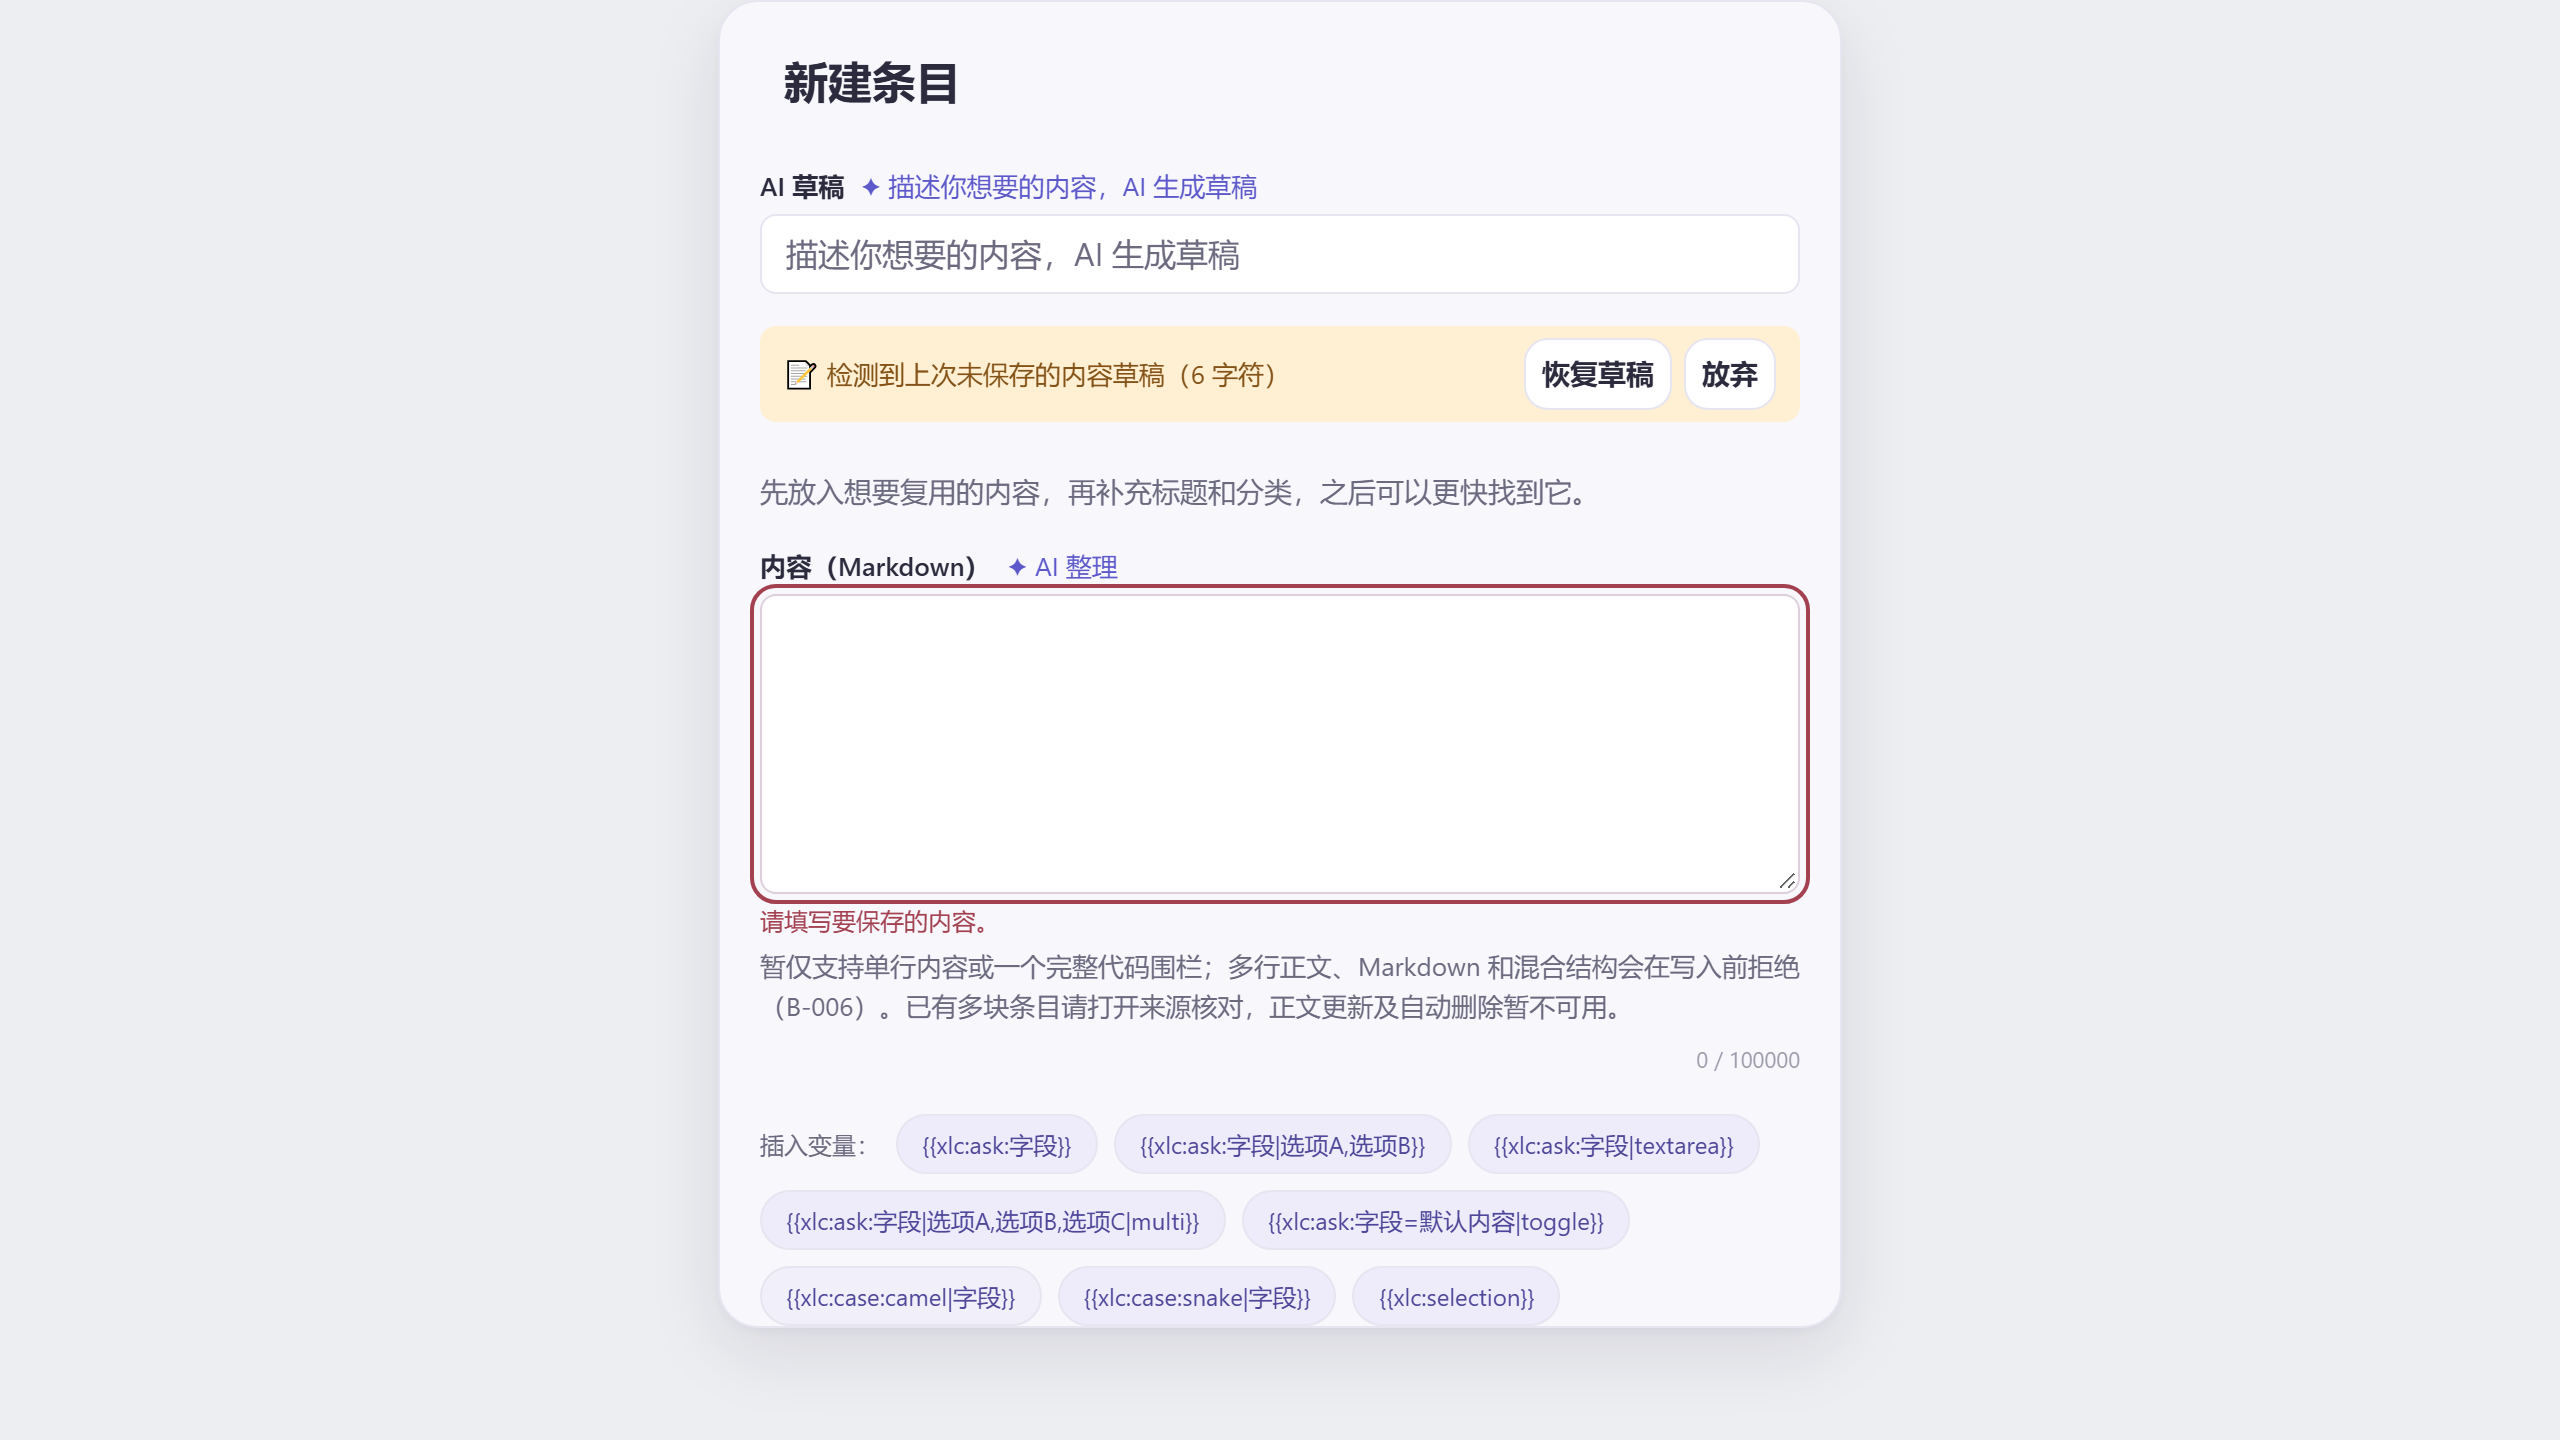 新建条目
AI 草稿 ✦ 描述你想要的内容，AI 生成草稿
描述你想要的内容，AI 生成草稿
📝 检测到上次未保存的内容草稿（6 字符） 恢复草稿 放弃
先放入想要复用的内容，再补充标题和分类，之后可以更快找到它。
内容（Markdown） ✦ AI 整理
请填写要保存的内容。
暂仅支持单行内容或一个完整代码围栏；多行正文、Markdown 和混合结构会在写入前拒绝
（B-006）。已有多块条目请打开来源核对，正文更新及自动删除暂不可用。
0 / 100000
插入变量： {{xlc:ask:字段}} {{xlc:ask:字段|选项A,选项B}} {{xlc:ask:字段|textarea}}
{{xlc:ask:字段|选项A,选项B,选项C|multi}} {{xlc:ask:字段=默认内容|toggle}}
{{xlc:case:camel|字段}} {{xlc:case:snake|字段}} {{xlc:selection}}